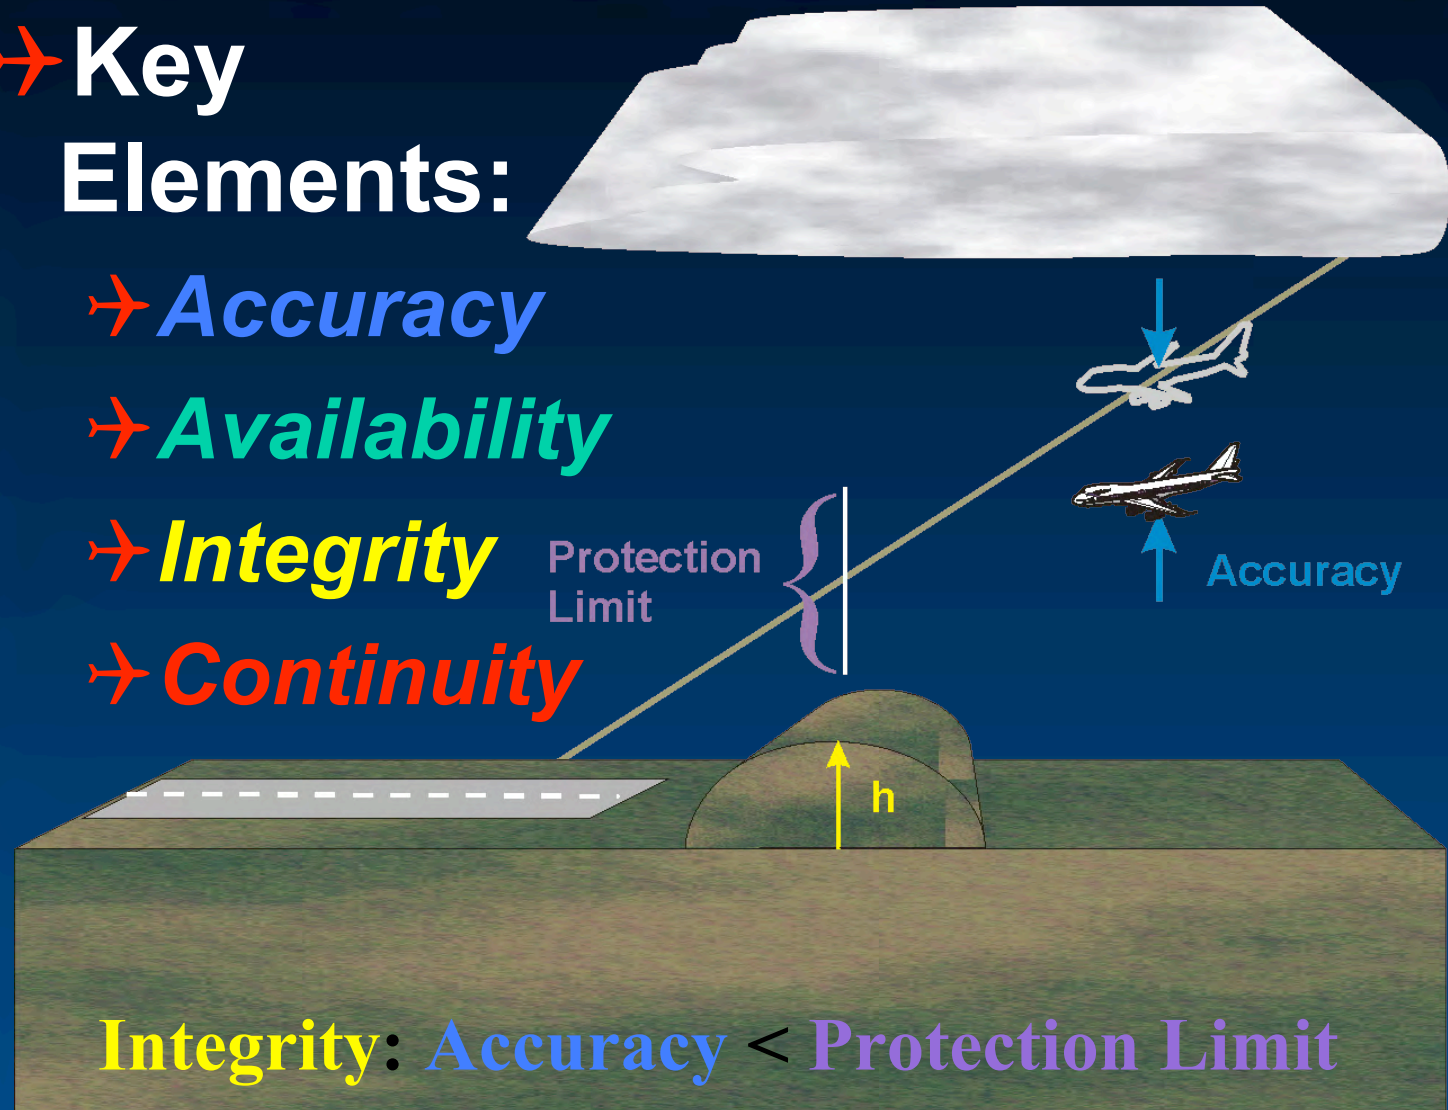 Key
Elements:
Accuracy
Availability
Integrity
Continuity
Protection
Limit
Accuracy
h
Integrity: Accuracy < Protection Limit